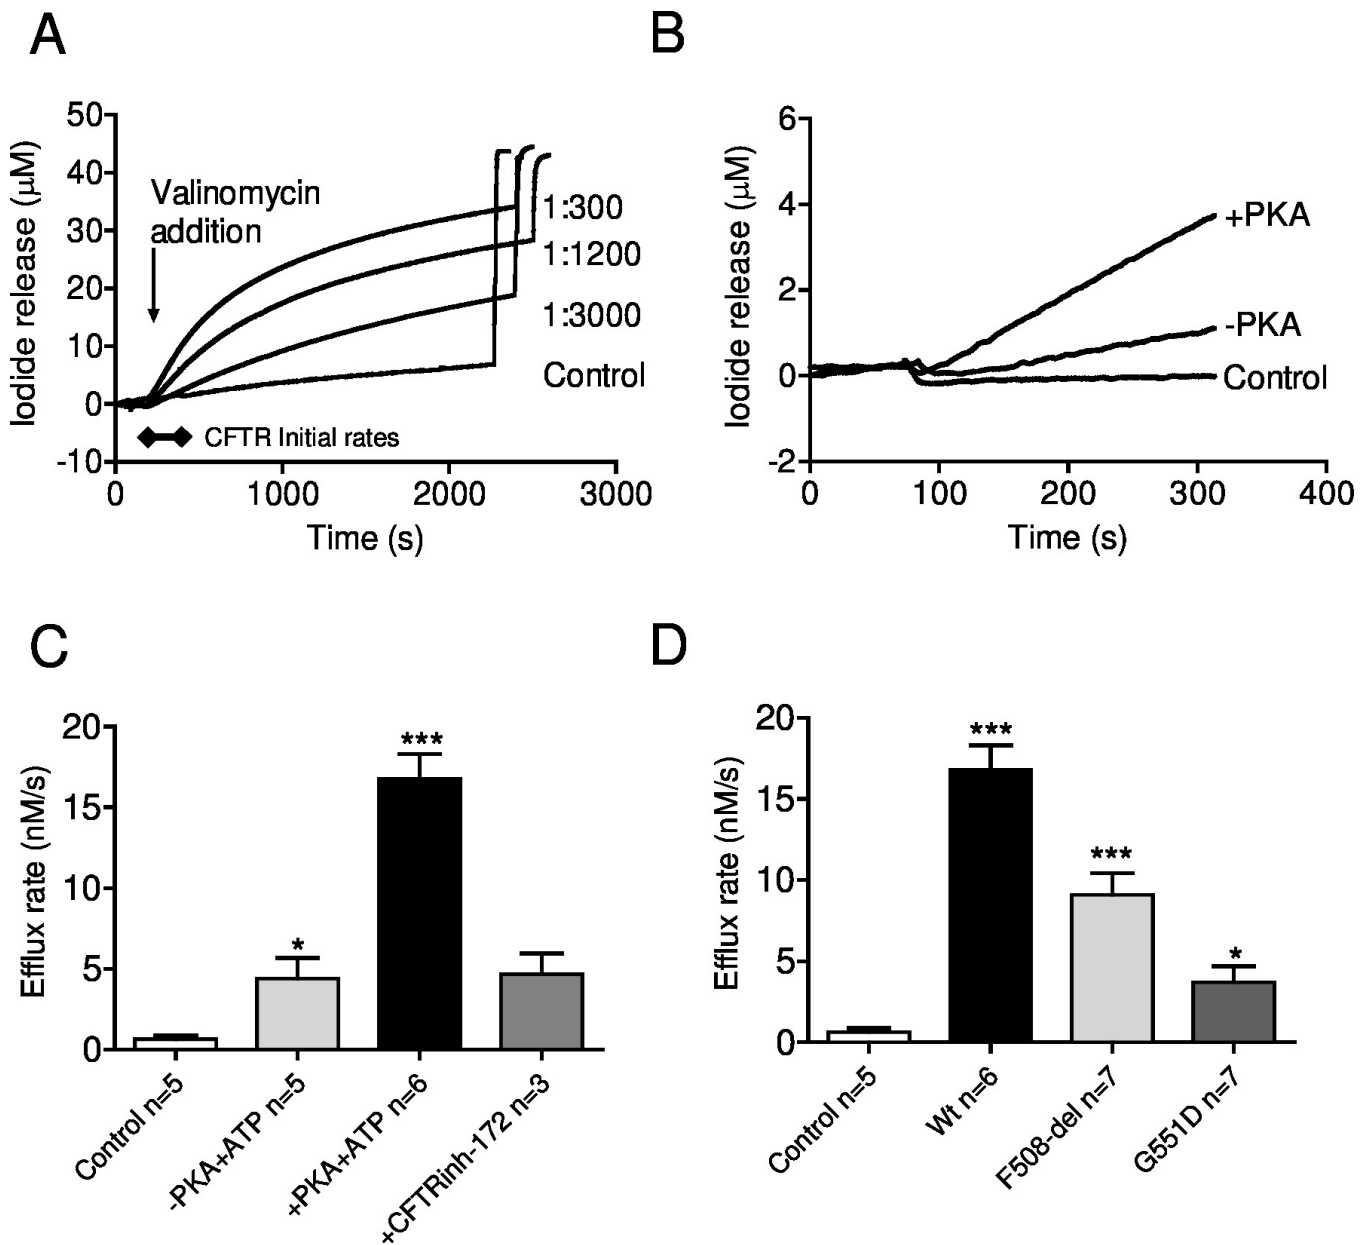 A
50
40
30
20
10
0
-10
Iodide release (μM)
Valinomycin
addition
1:300
1:1200
1:3000
Control
CFTR Initial rates
0 1000 2000 3000
Time (s)
B
6
4
2
0
-2
Iodide release (μM)
+PKA
-PKA
Control
0 100 200 300 400
Time (s)
C
20
15
10
5
0
Efflux rate (nM/s)
*
***
Control n=5
-PKA+ATP n=5
+PKA+ATP n=6
+CFTRinh-172 n=3
D
20
15
10
5
0
Efflux rate (nM/s)
***
***
*
Control n=5
Wt n=6
F508-del n=7
G551D n=7